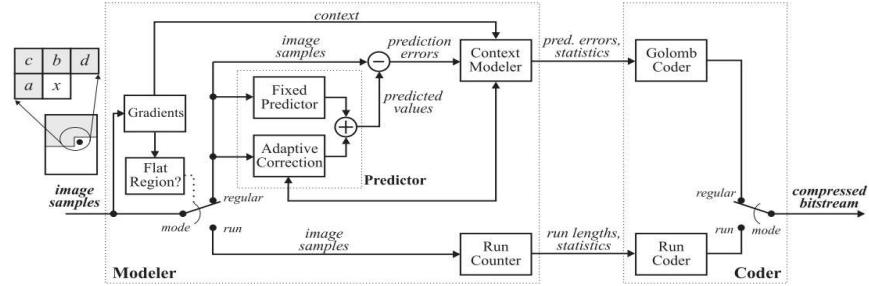 context
image
samples
prediction
errors
c b d
a x
Gradients
Flat
Region?
Fixed
Predictor
Adaptive
Correction
Predictor
predicted
values
Context
Modeler
pred. errors,
statistics
Golomb
Coder
image
samples
mode
regular
run
image
samples
Run
Counter
run lengths,
statistics
Run
Coder
regular
run
mode
compressed
bitstream
Modeler
Coder